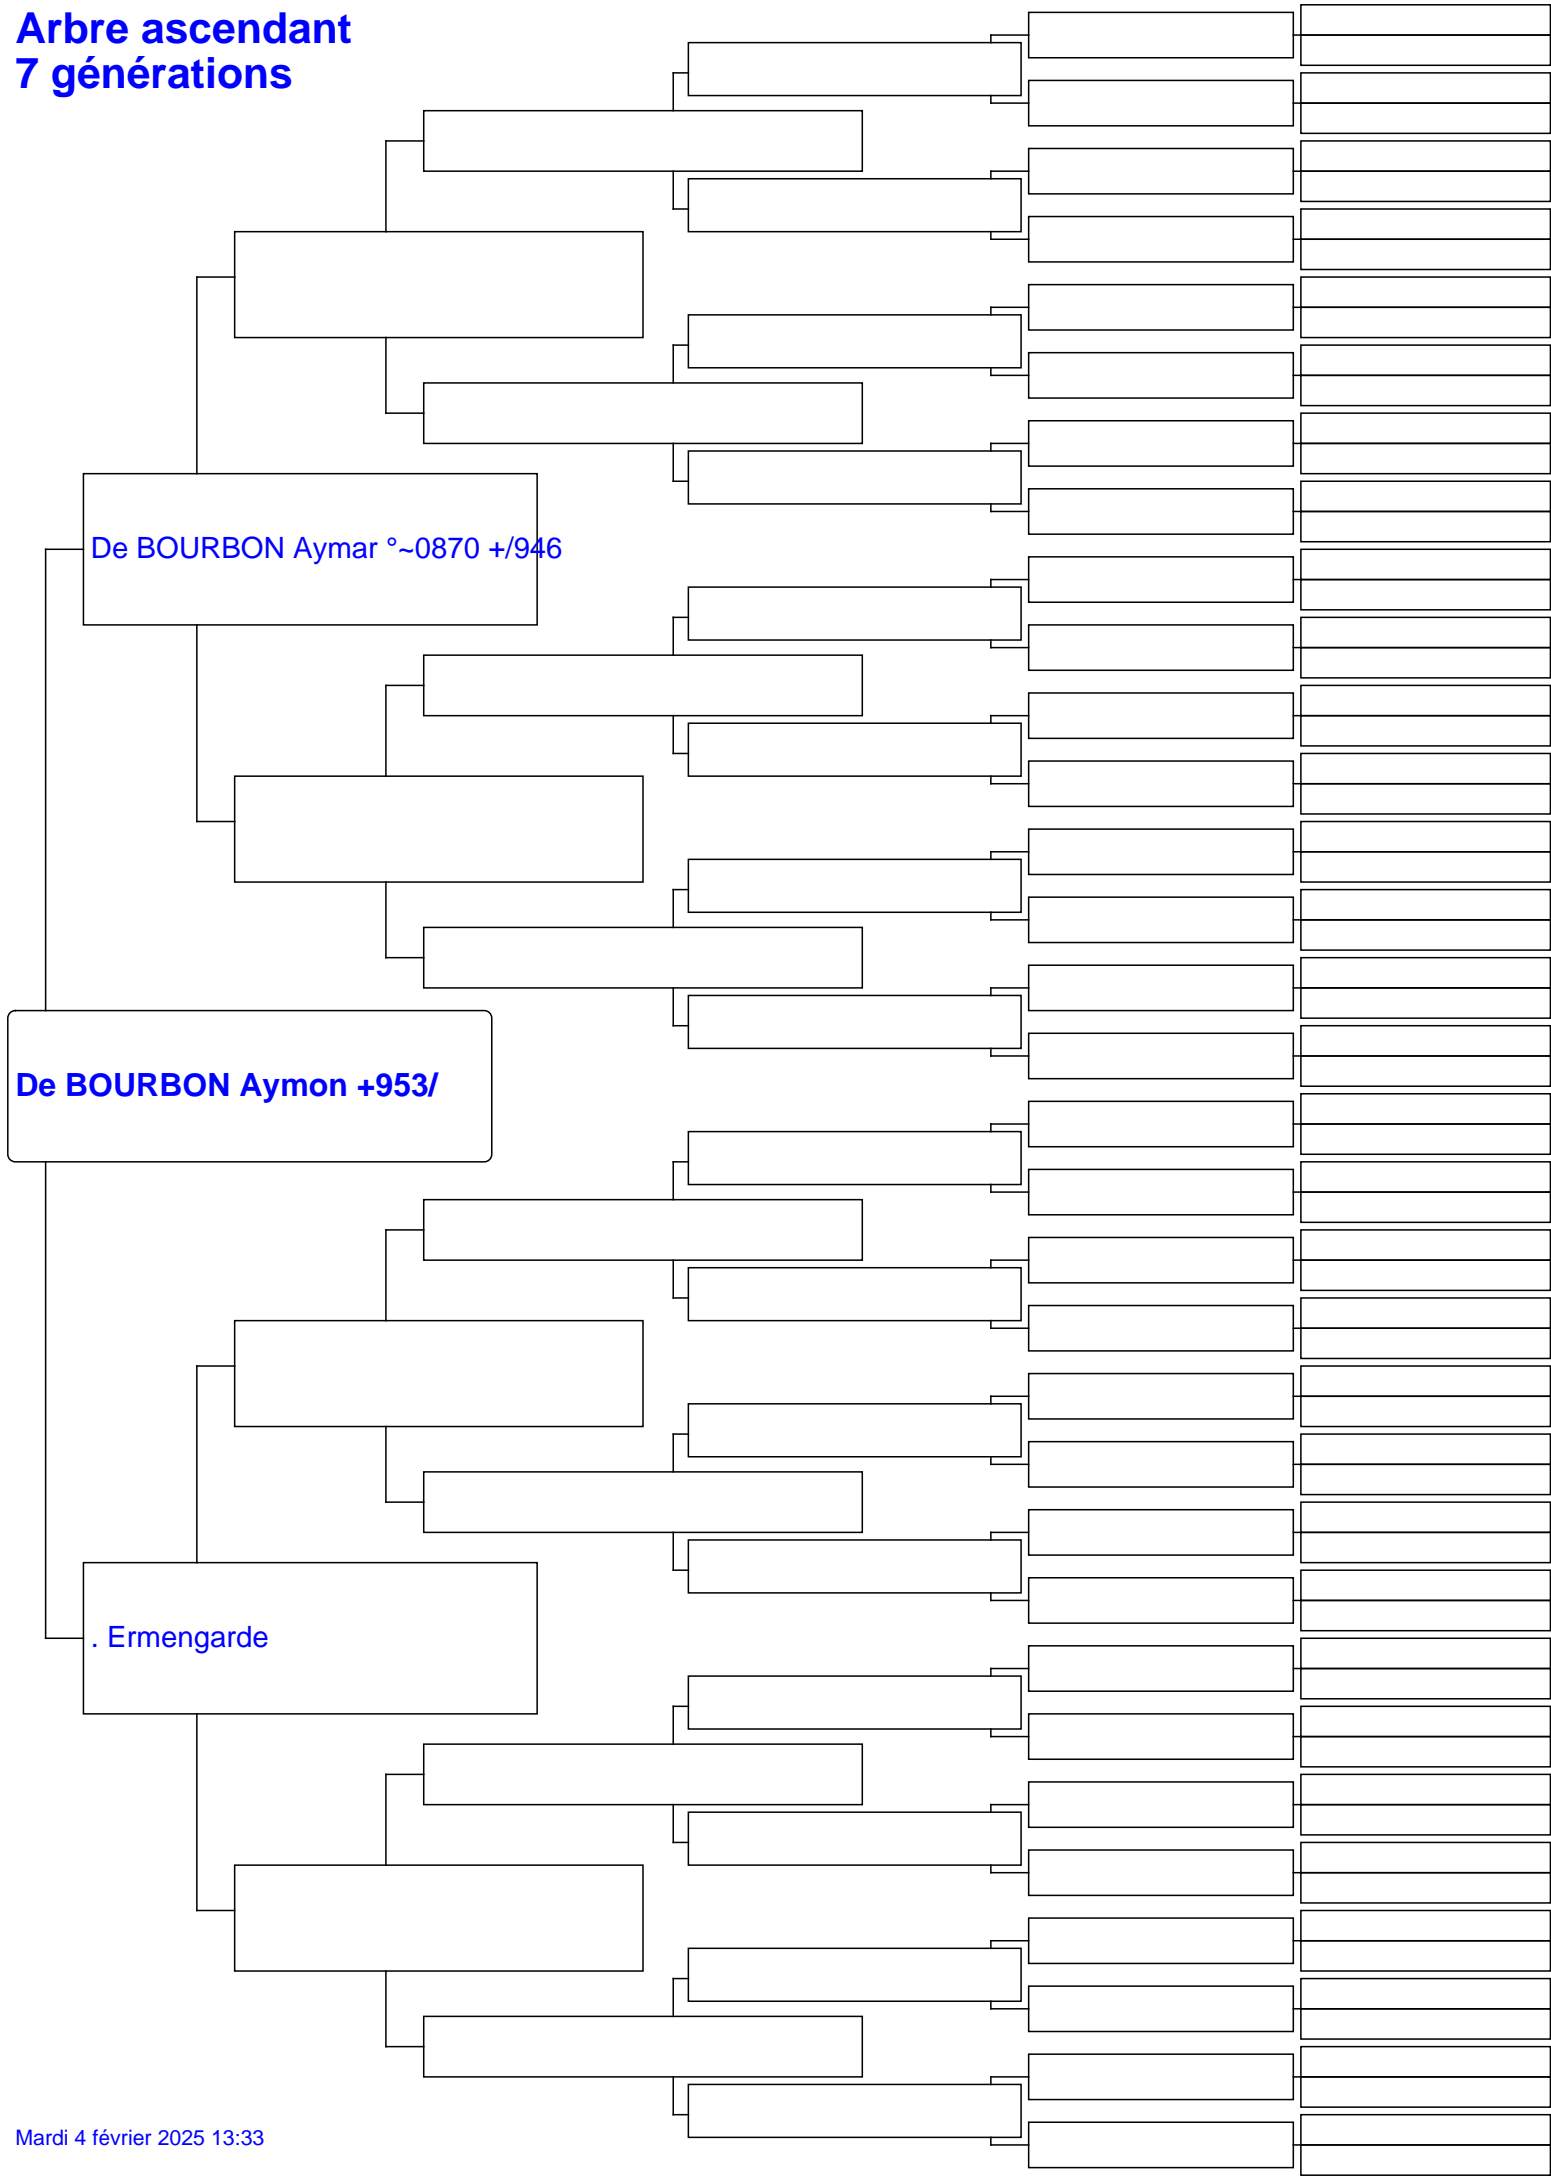 Arbre ascendant
7 générations
De BOURBON Aymar °~0870 +/946
De BOURBON Aymon +953/
. Ermengarde
Mardi 4 février 2025 13:33